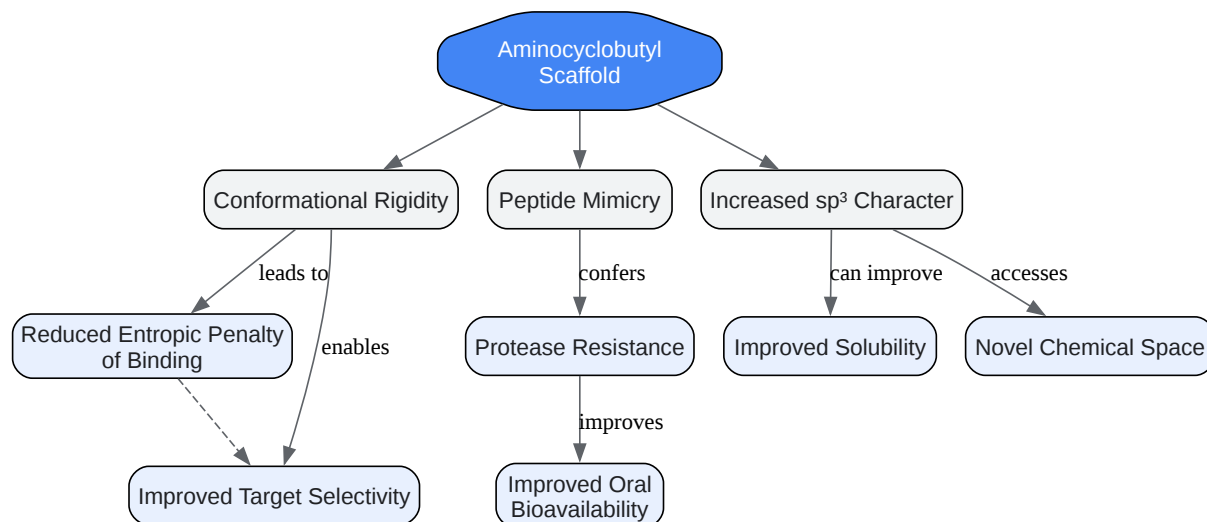 Aminocyclobutyl
Scaffold
Conformational Rigidity
Peptide Mimicry
Increased sp³ Character
leads to
confers
can improve
accesses
Reduced Entropic Penalty
of Binding
enables
Protease Resistance
Improved Solubility
Novel Chemical Space
improves
Improved Target Selectivity
Improved Oral
Bioavailability